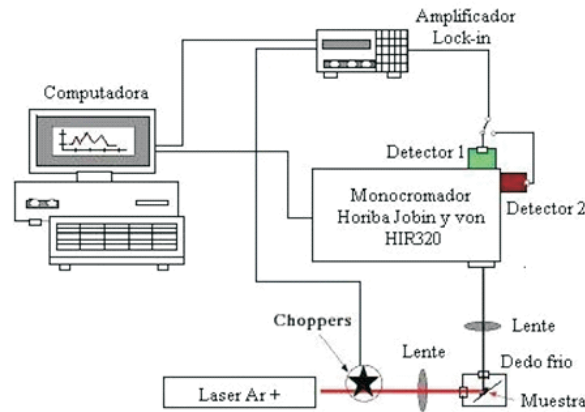 Amplificador
Lock-in
Computadora
Detector 1
Detector 2
Monocromador
Horiba Jobin y von
HIR320
Choppers
Lente
Lente
Dedo frio
Laser Ar +
Muestra